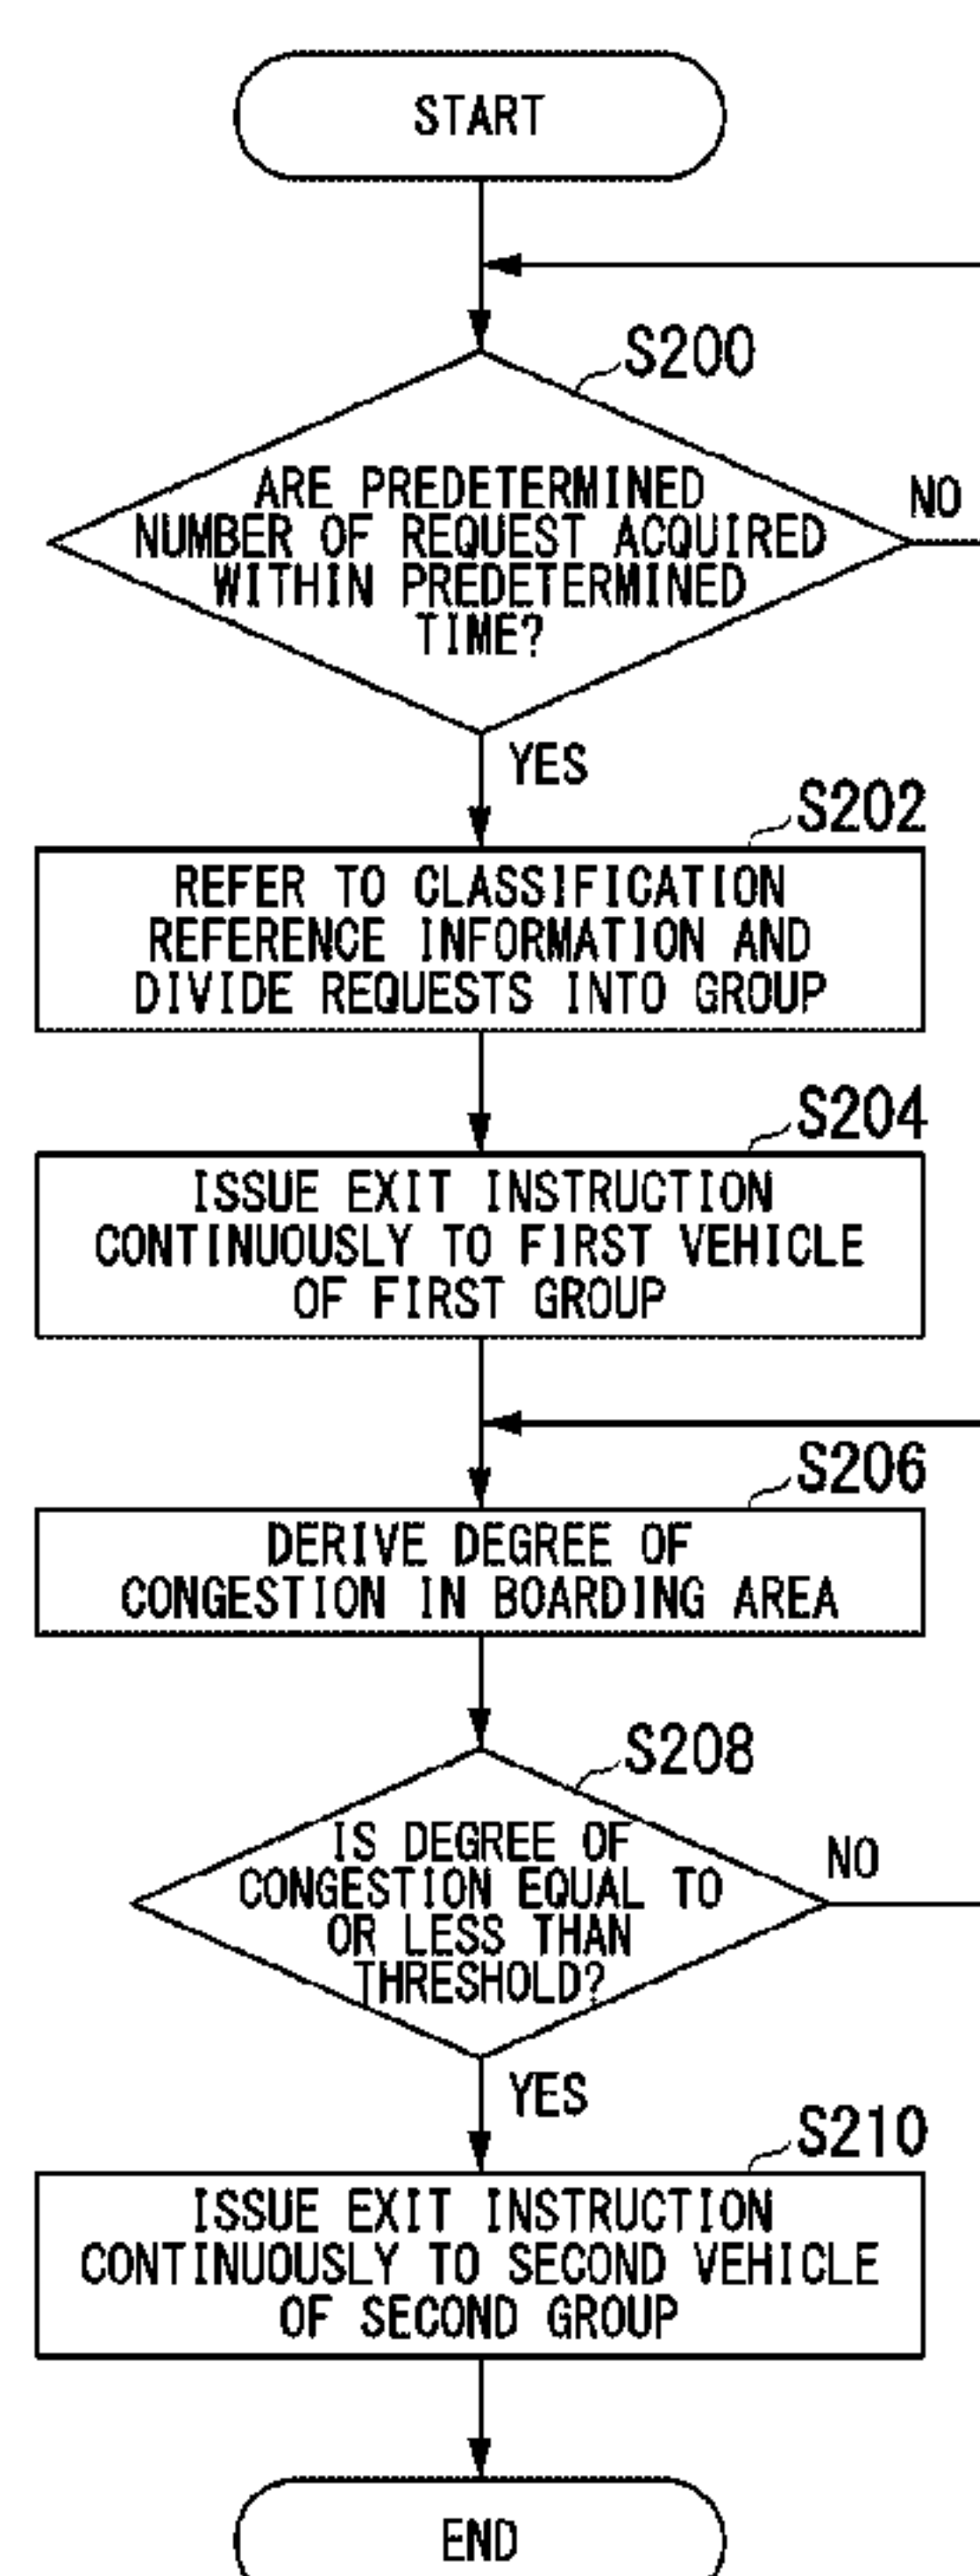 START
S200
ARE PREDETERMINED
NUMBER OF REQUEST ACQUIRED
WITHIN PREDETERMINED
TIME?
NO
YES
S202
REFER TO CLASSIFICATION
REFERENCE INFORMATION AND
DIVIDE REQUESTS INTO GROUP
S204
ISSUE EXIT INSTRUCTION
CONTINUOUSLY TO FIRST VEHICLE
OF FIRST GROUP
S206
DERIVE DEGREE OF
CONGESTION IN BOARDING AREA
S208
IS DEGREE OF
CONGESTION EQUAL TO
OR LESS THAN
THRESHOLD?
NO
YES
S210
ISSUE EXIT INSTRUCTION
CONTINUOUSLY TO SECOND VEHICLE
OF SECOND GROUP
END